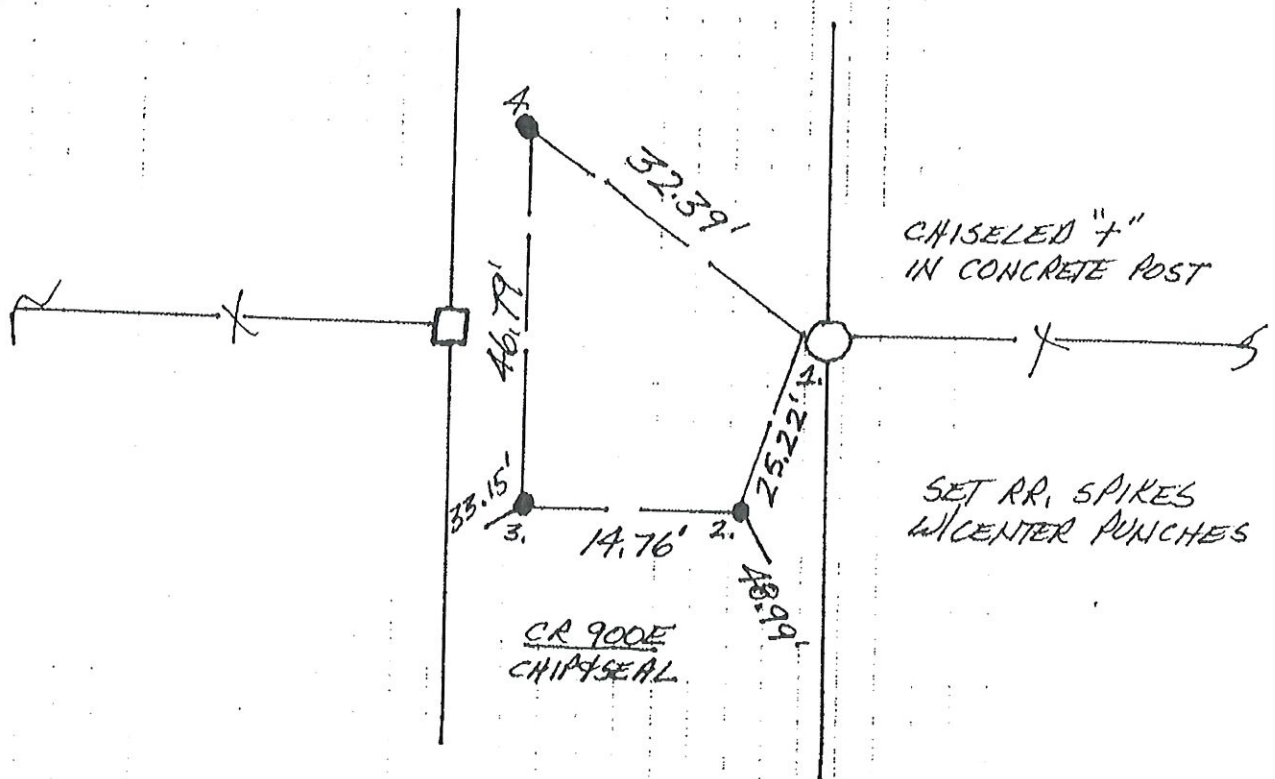 4.
32.39'
46.79'
CHISELED "+"
IN CONCRETE POST
1.
25.22'
33.15'
3.
14.76'
2.
48.99'
SET RR. SPIKES
W/CENTER PUNCHES
CR 900E
CHIP&SEAL